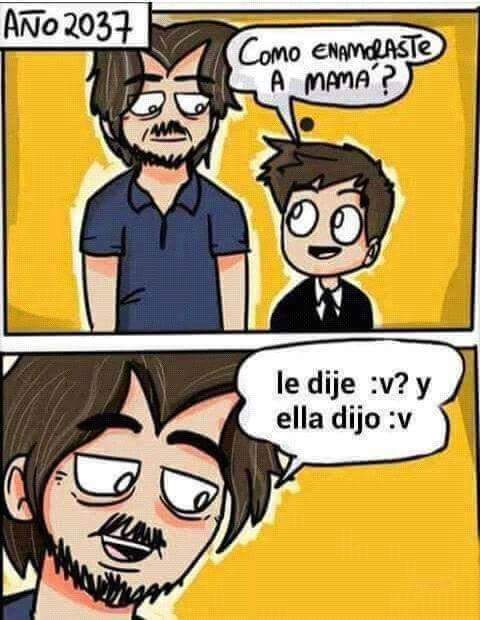 AÑO 2037
COMO ENAMORASTE
A MAMÁ?
le dije :v? y
ella dijo :v